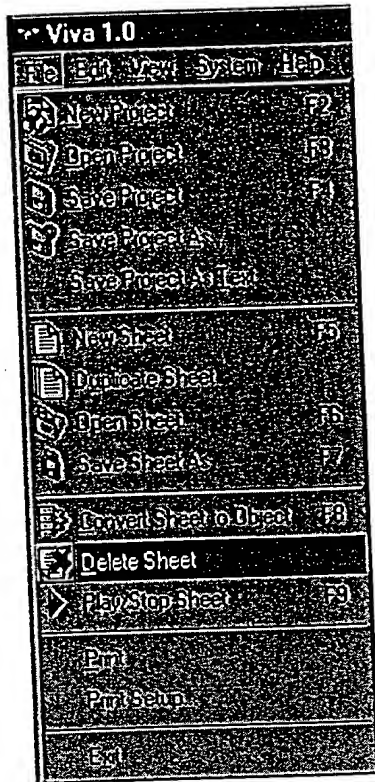 Viva 1.0
File Edit View System Help
New Project F2
Open Project... F3
Save Project F4
Save Project As...
Save Project As Text
New Sheet F5
Duplicate Sheet...
Open Sheet... F6
Save Sheet As... F7
Convert Sheet to Object F8
Delete Sheet
Play/Stop Sheet F9
Print
Print Setup...
Exit